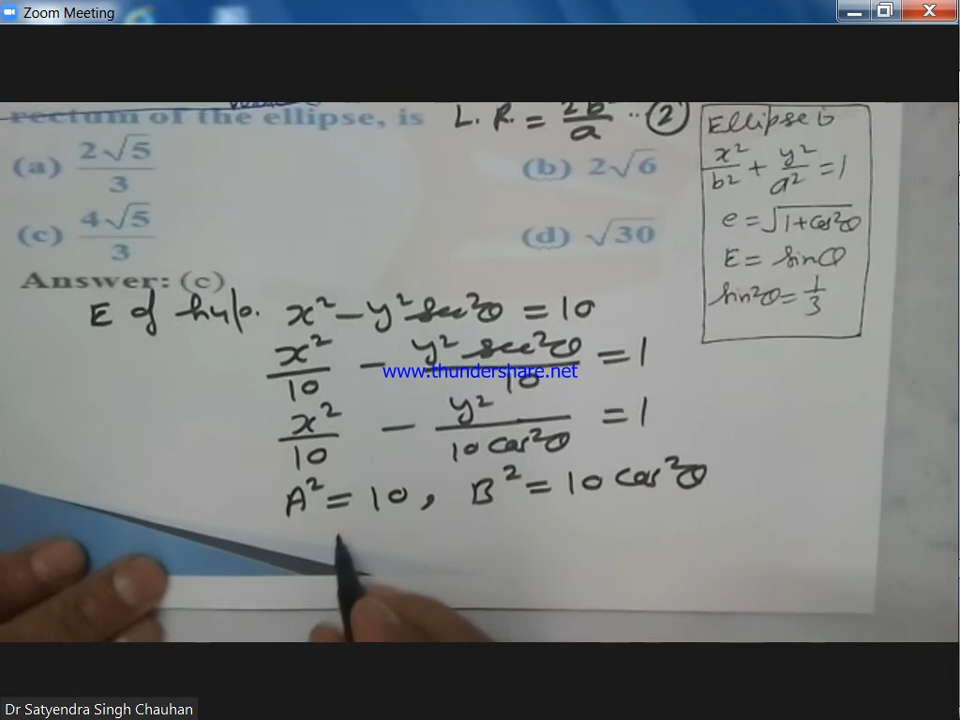 Zoom Meeting
rectum of the ellipse, is L. R. = 2b²/a .. (2)
(a) 2√5/3 (b) 2√6
(c) 4√5/3 (d) √30
Answer: (c)
Ellipse is
x²/b² + y²/a² = 1
e = √1+cos²θ
E = sinθ
sin²θ = 1/3
E of hyp. x² − y² sec²θ = 10
x²/10 − y² sec²θ/10 = 1
www.thundershare.net
x²/10 − y²/10 cos²θ = 1
A² = 10, B² = 10 cos²θ
Dr Satyendra Singh Chauhan